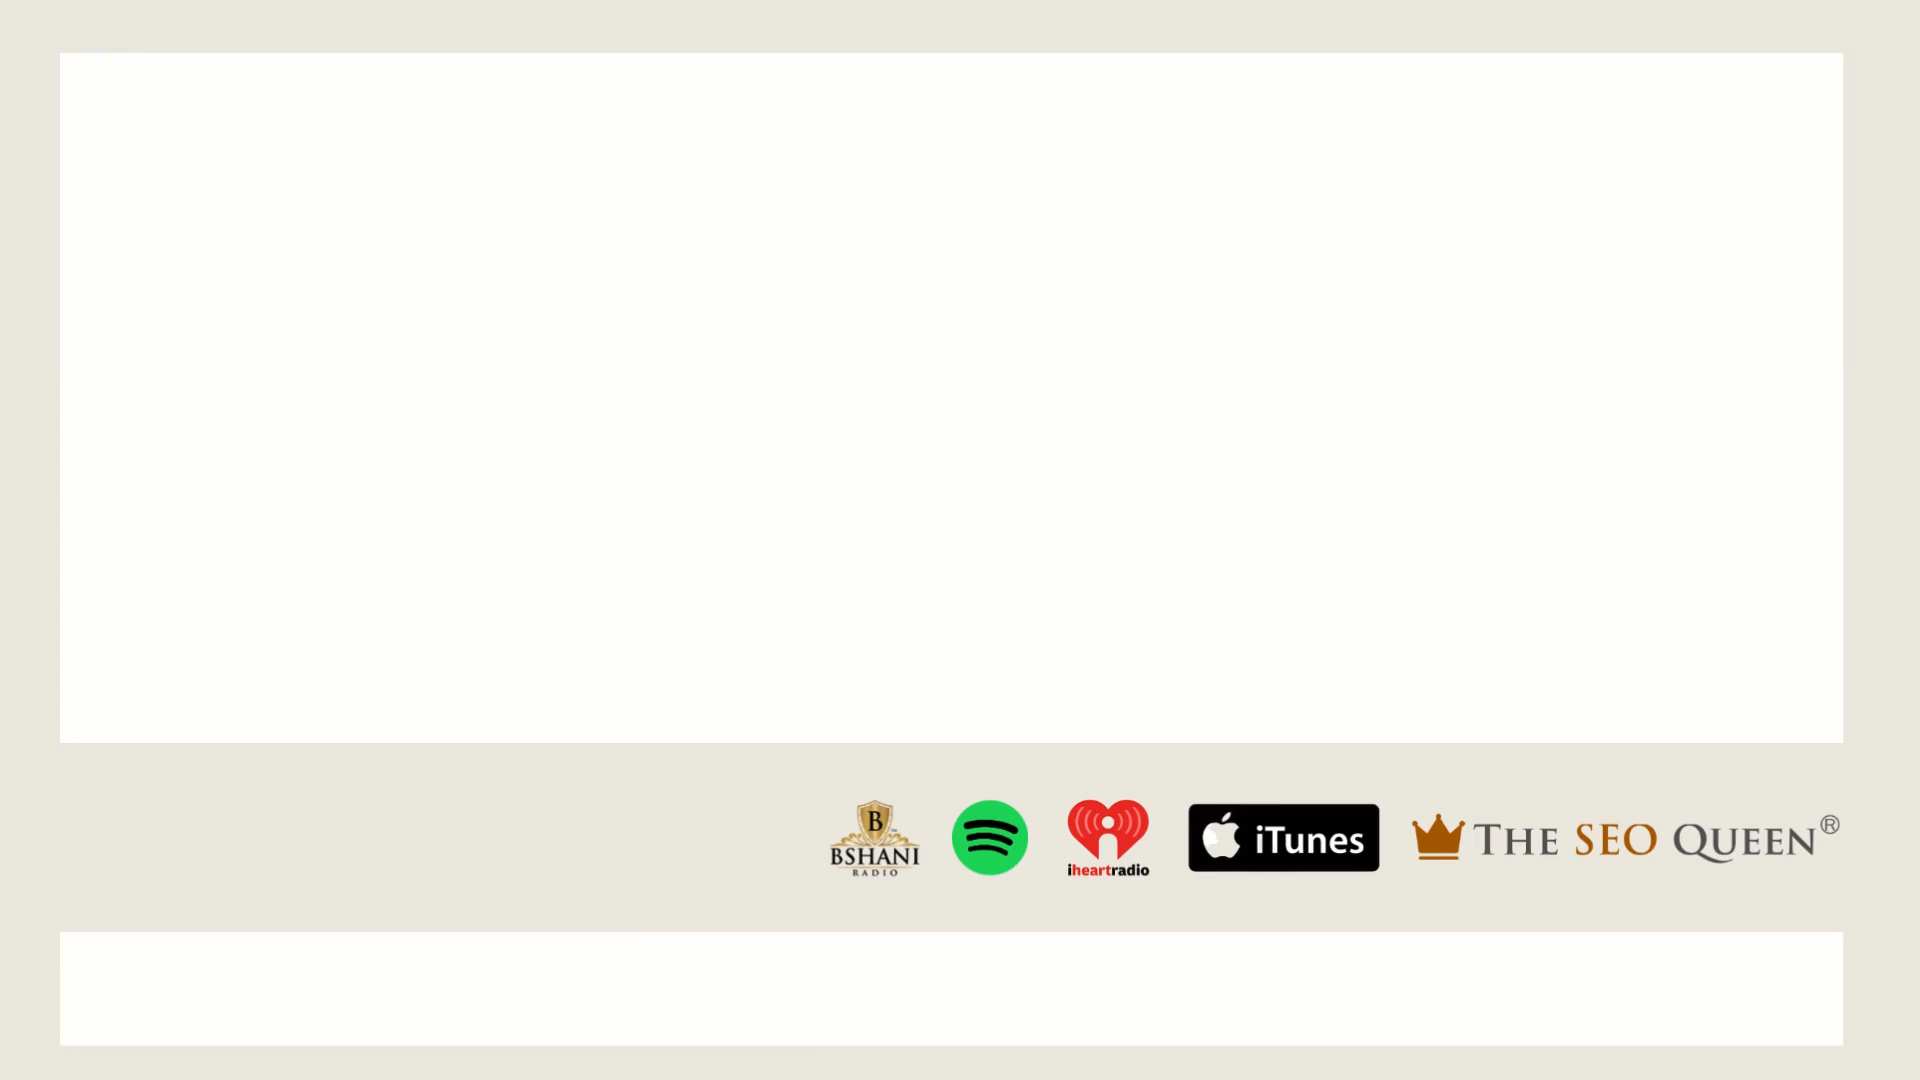 B
BSHANI
RADIO
iheartradio
iTunes
THE SEO QUEEN®